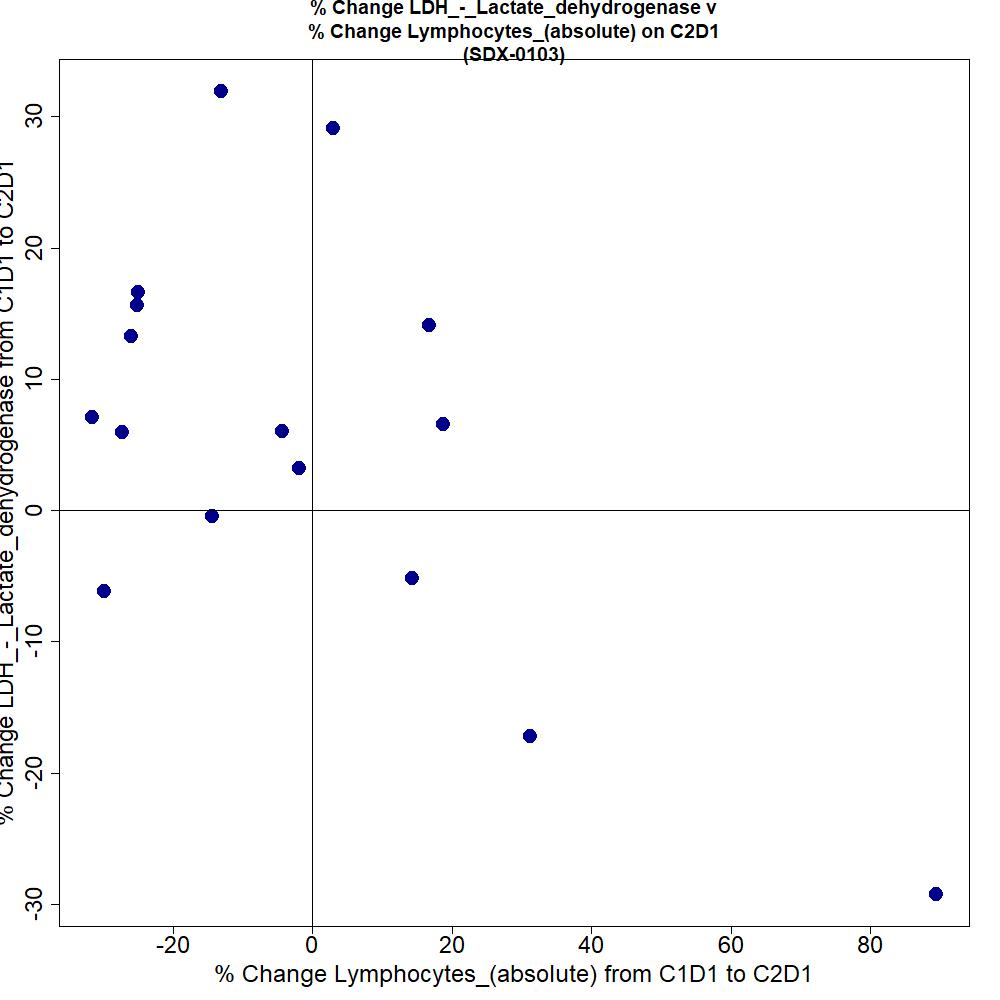 % Change LDH_-_Lactate_dehydrogenase v
% Change Lymphocytes_(absolute) on C2D1
(SDX-0103)
% Change LDH_-_Lactate_dehydrogenase from C1D1 to C2D1
30
20
10
0
-10
-20
-30
-20
0
20
40
60
80
% Change Lymphocytes_(absolute) from C1D1 to C2D1